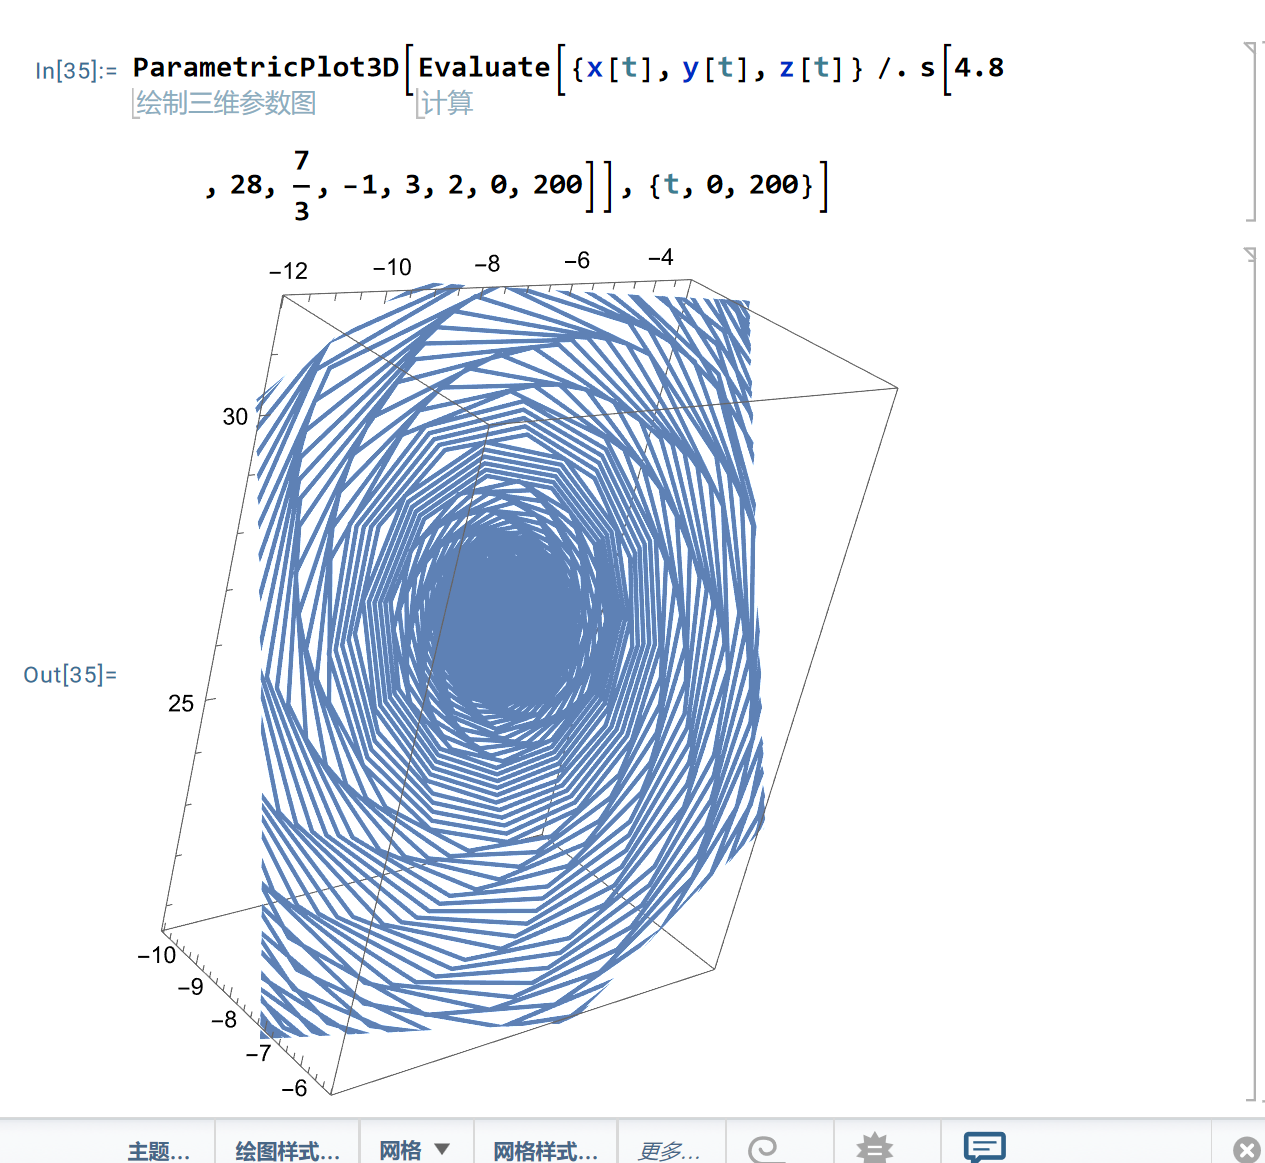 In[35]:= ParametricPlot3D[Evaluate[{x[t], y[t], z[t]} /. s[4.8
绘制三维参数图 计算
, 28, 7/3, -1, 3, 2, 0, 200]], {t, 0, 200}]
-12 -10 -8 -6 -4
30
Out[35]=
25
-10
-9
-8
-7
-6
主题... 绘图样式... 网格 网格样式... 更多...